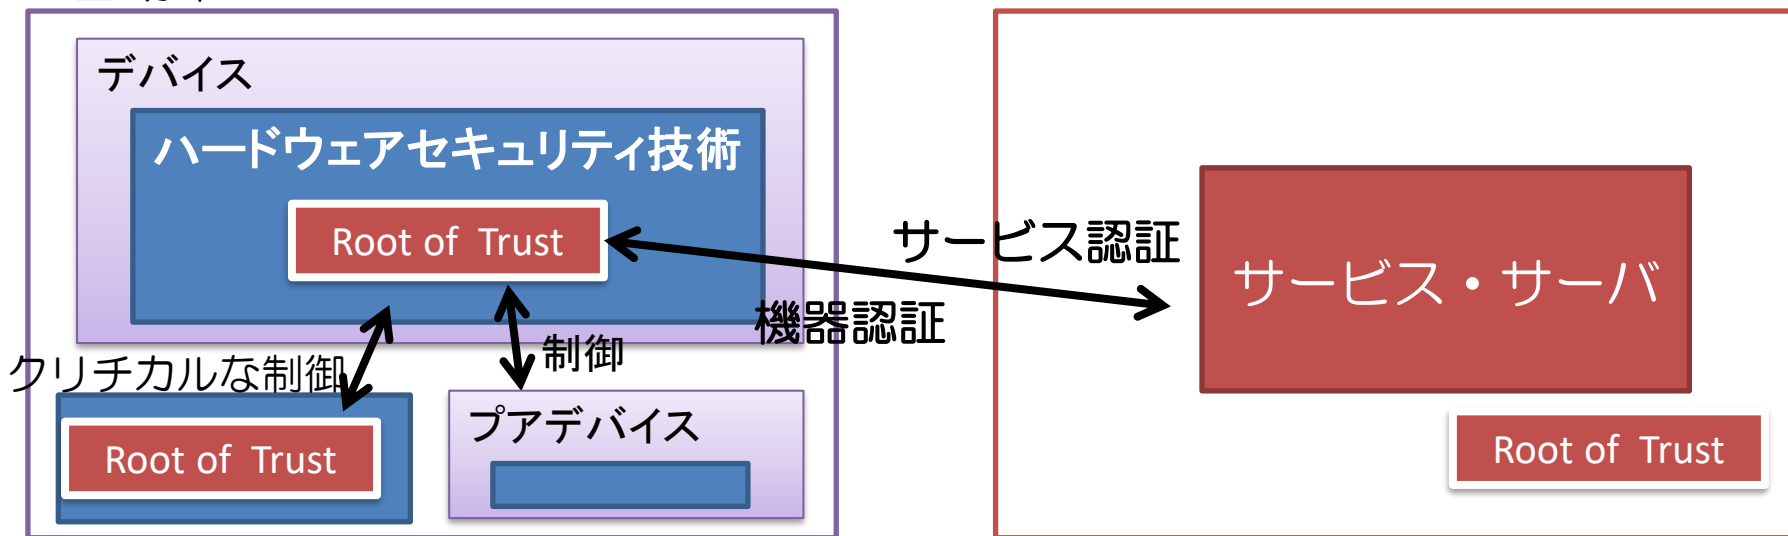 デバイス
ハードウェアセキュリティ技術
Root of Trust
サービス認証
サービス・サーバ
機器認証
制御
クリチカルな制御
プアデバイス
Root of Trust
Root of Trust